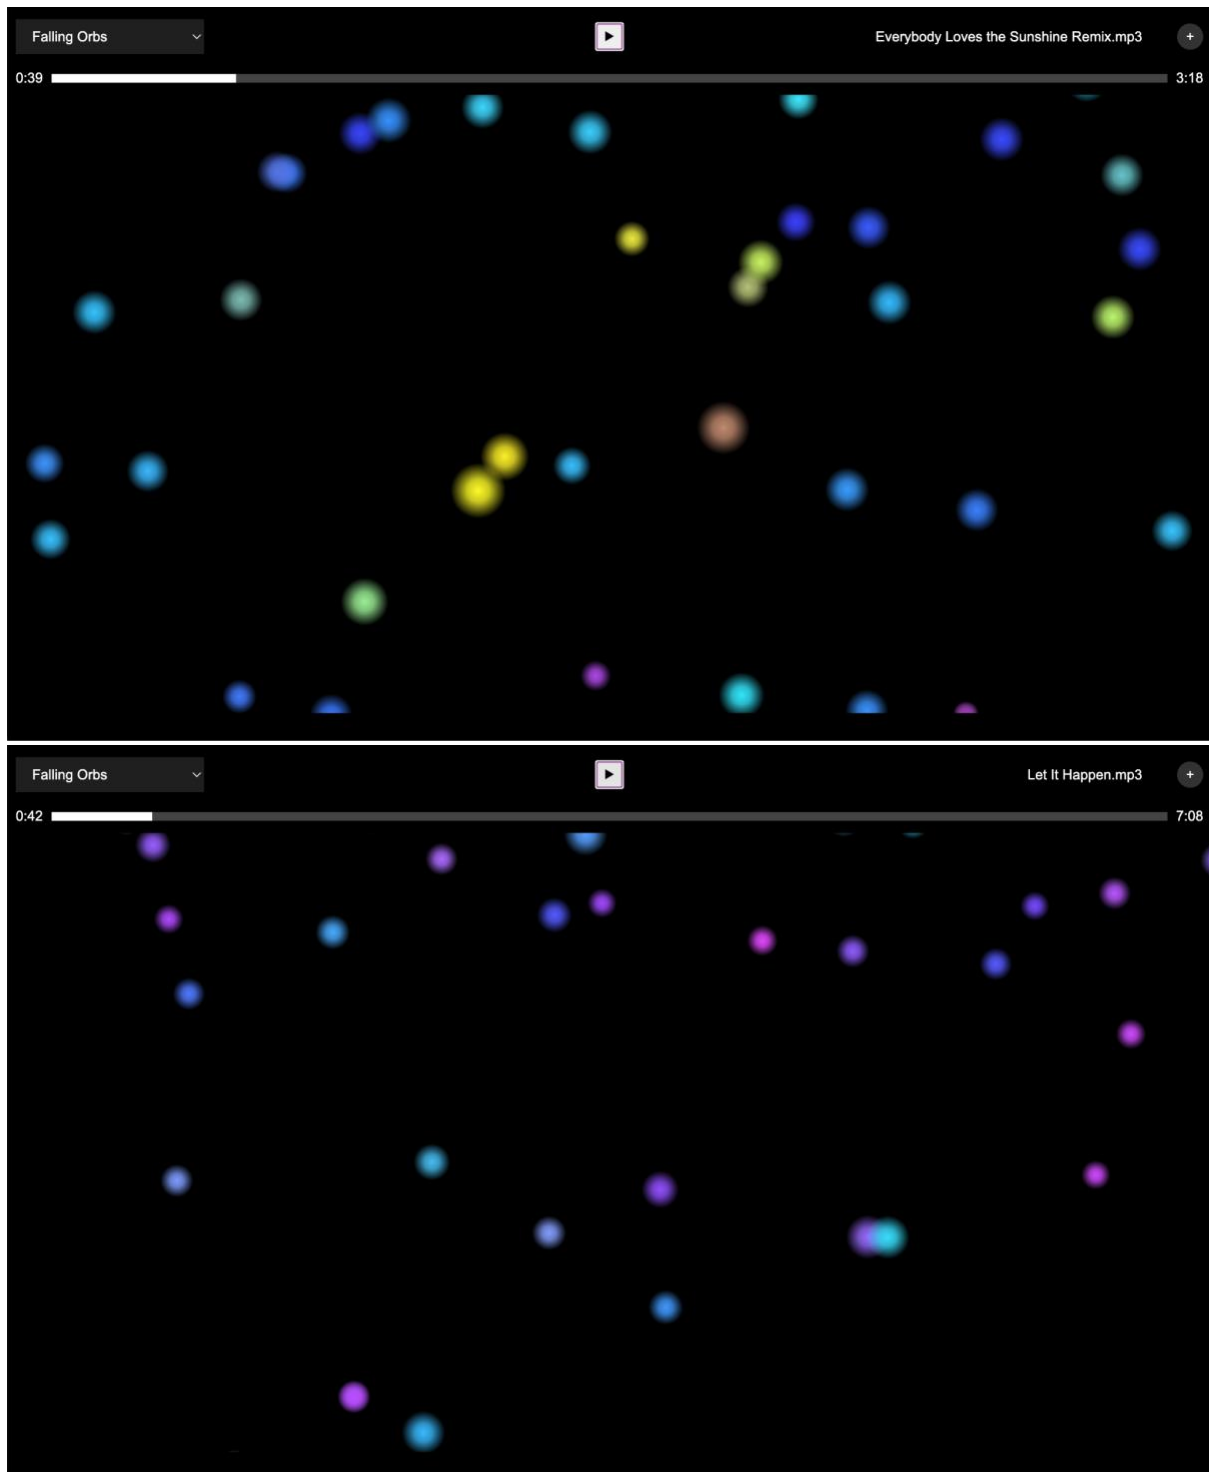 Falling Orbs Everybody Loves the Sunshine Remix.mp3 +
0:39 3:18
Falling Orbs Let It Happen.mp3 +
0:42 7:08